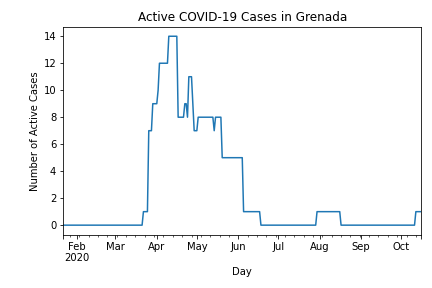 Active COVID-19 Cases in Grenada
Number of Active Cases
14
12
10
8
6
4
2
0
Feb Mar Apr May Jun Jul Aug Sep Oct
2020
Day